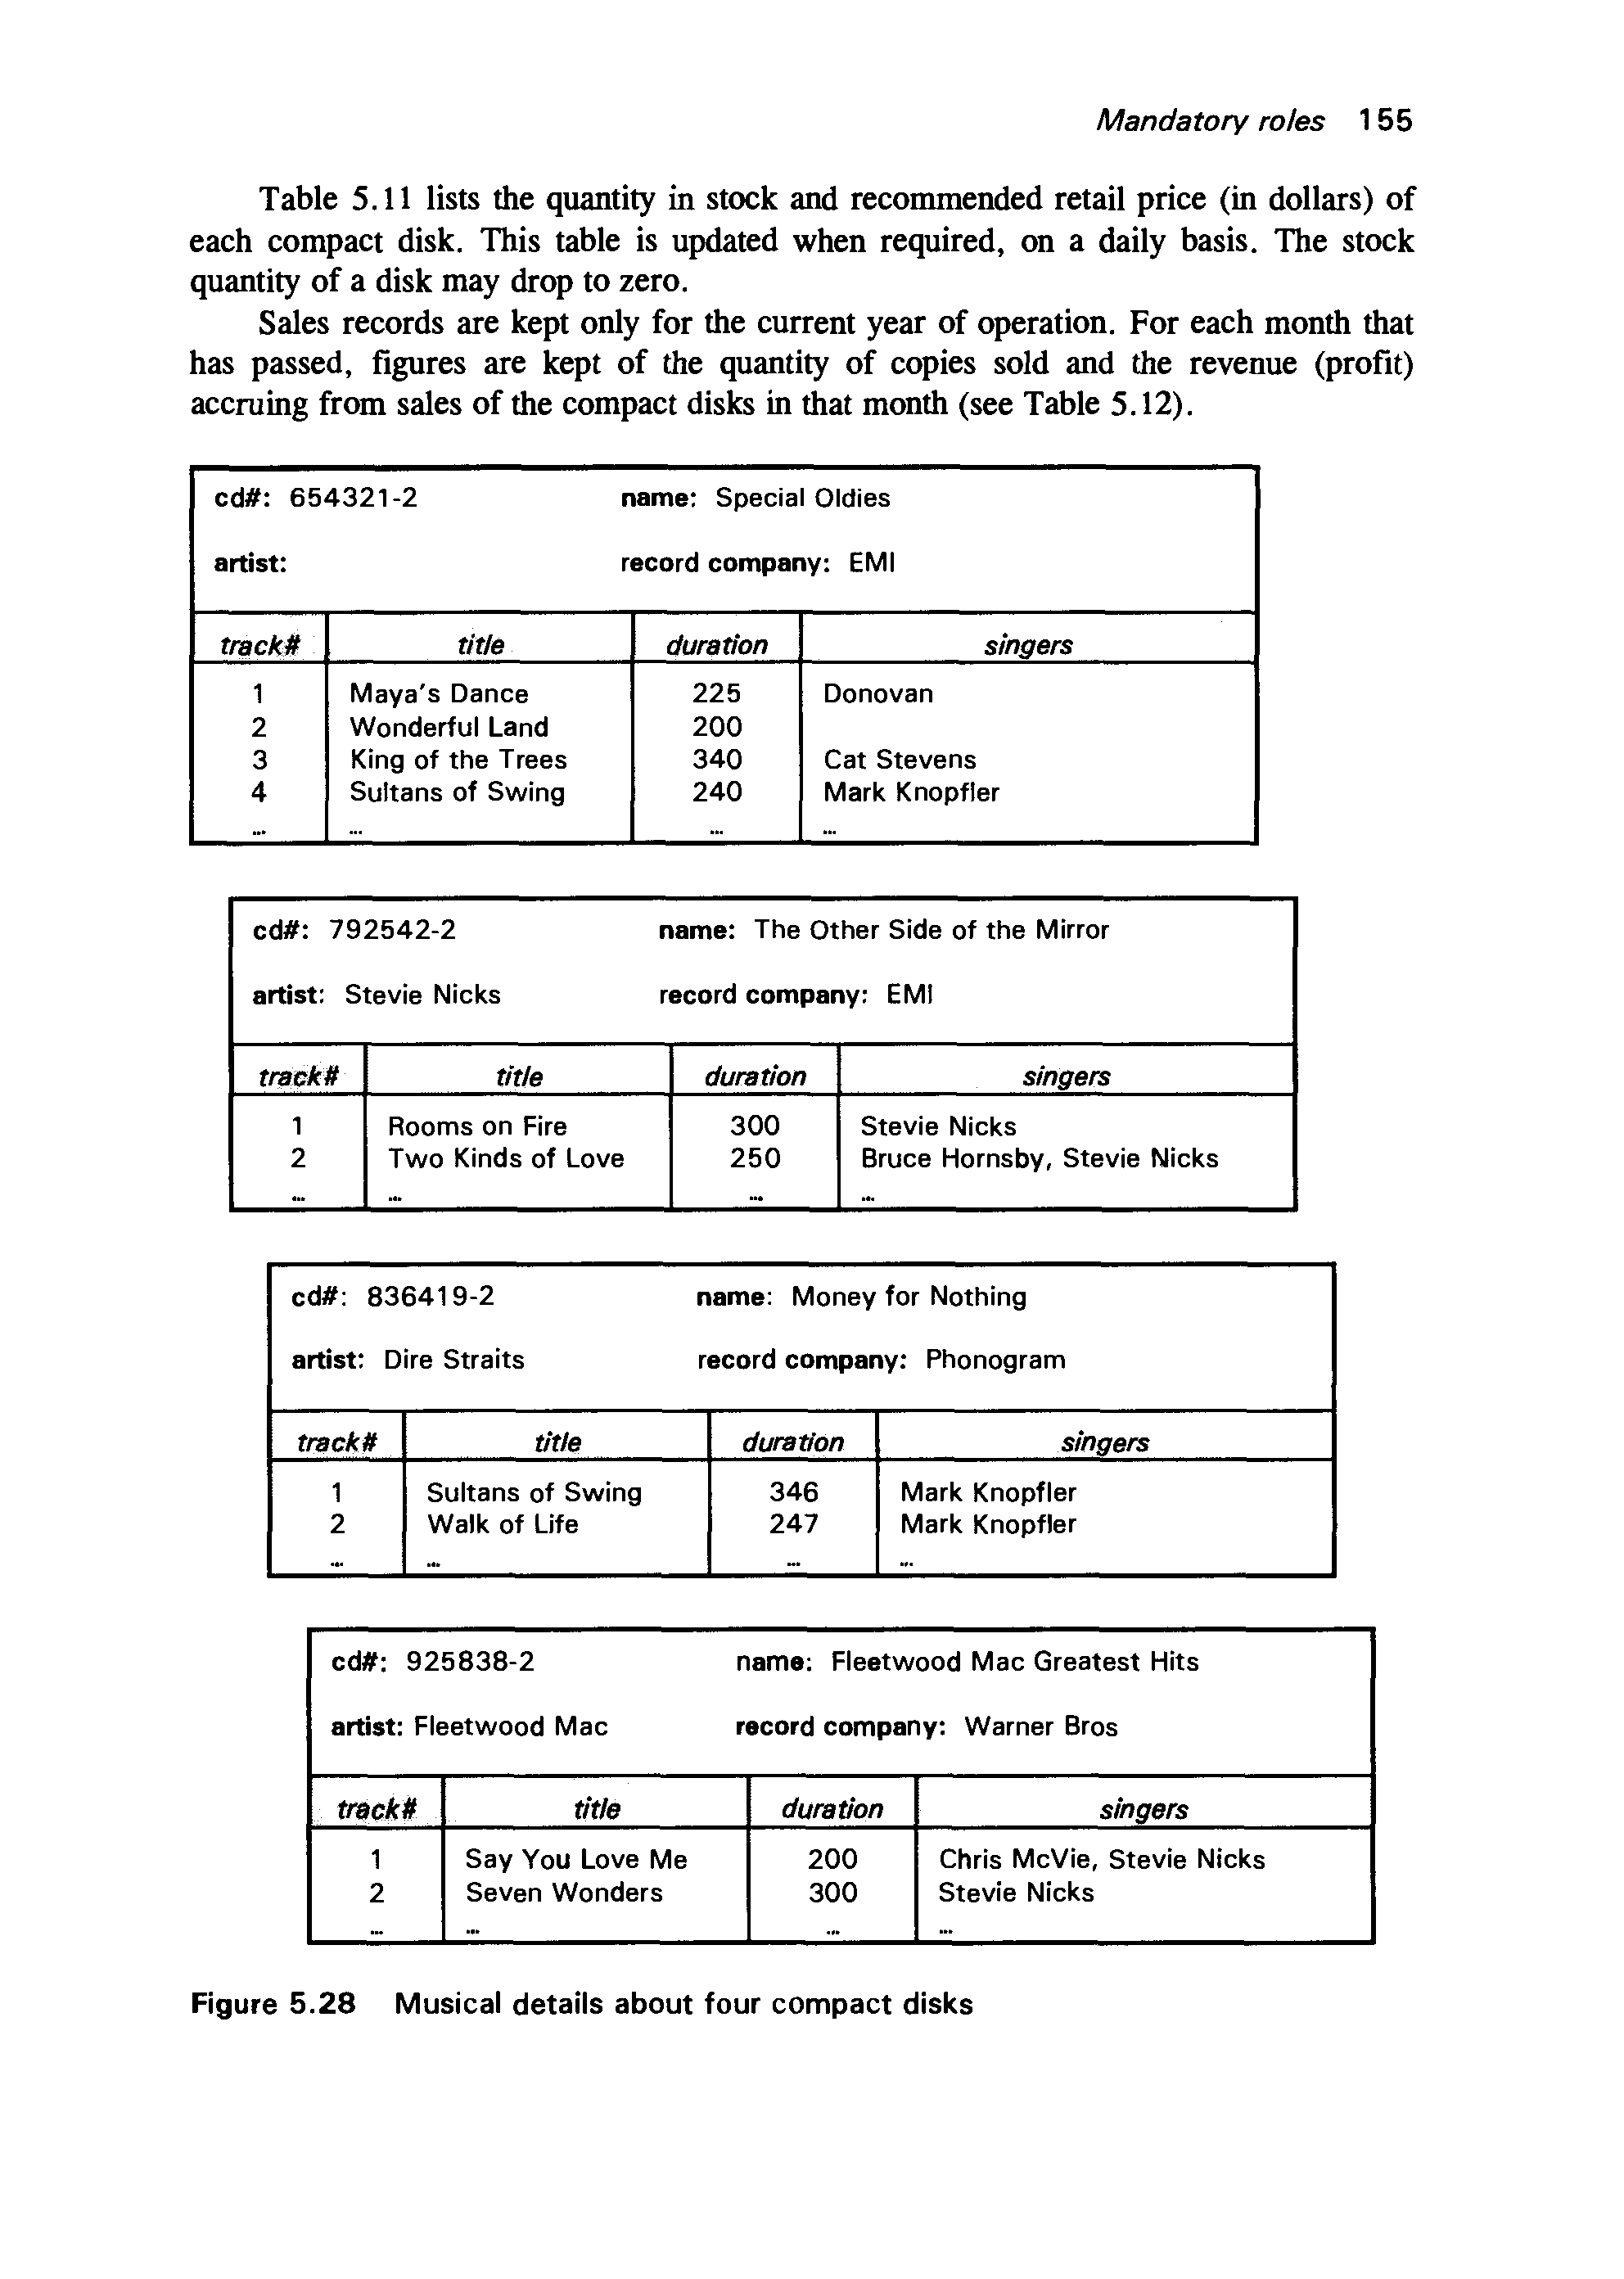 Mandatory roles 155
Table 5.11 lists the quantity in stock and recommended retail price (in dollars) of
each compact disk. This table is updated when required, on a daily basis. The stock
quantity of a disk may drop to zero.
Sales records are kept only for the current year of operation. For each month that
has passed, figures are kept of the quantity of copies sold and the revenue (profit)
accruing from sales of the compact disks in that month (see Table 5.12).
cd#: 654321-2 name: Special Oldies
artist: record company: EMI
track# title duration singers
1 Maya's Dance 225 Donovan
2 Wonderful Land 200
3 King of the Trees 340 Cat Stevens
4 Sultans of Swing 240 Mark Knopfler
... ... ... ...
cd#: 792542-2 name: The Other Side of the Mirror
artist: Stevie Nicks record company: EMI
track# title duration singers
1 Rooms on Fire 300 Stevie Nicks
2 Two Kinds of Love 250 Bruce Hornsby, Stevie Nicks
... ... ... ...
cd#: 836419-2 name: Money for Nothing
artist: Dire Straits record company: Phonogram
track# title duration singers
1 Sultans of Swing 346 Mark Knopfler
2 Walk of Life 247 Mark Knopfler
... ... ... ...
cd#: 925838-2 name: Fleetwood Mac Greatest Hits
artist: Fleetwood Mac record company: Warner Bros
track# title duration singers
1 Say You Love Me 200 Chris McVie, Stevie Nicks
2 Seven Wonders 300 Stevie Nicks
... ... ... ...
Figure 5.28 Musical details about four compact disks